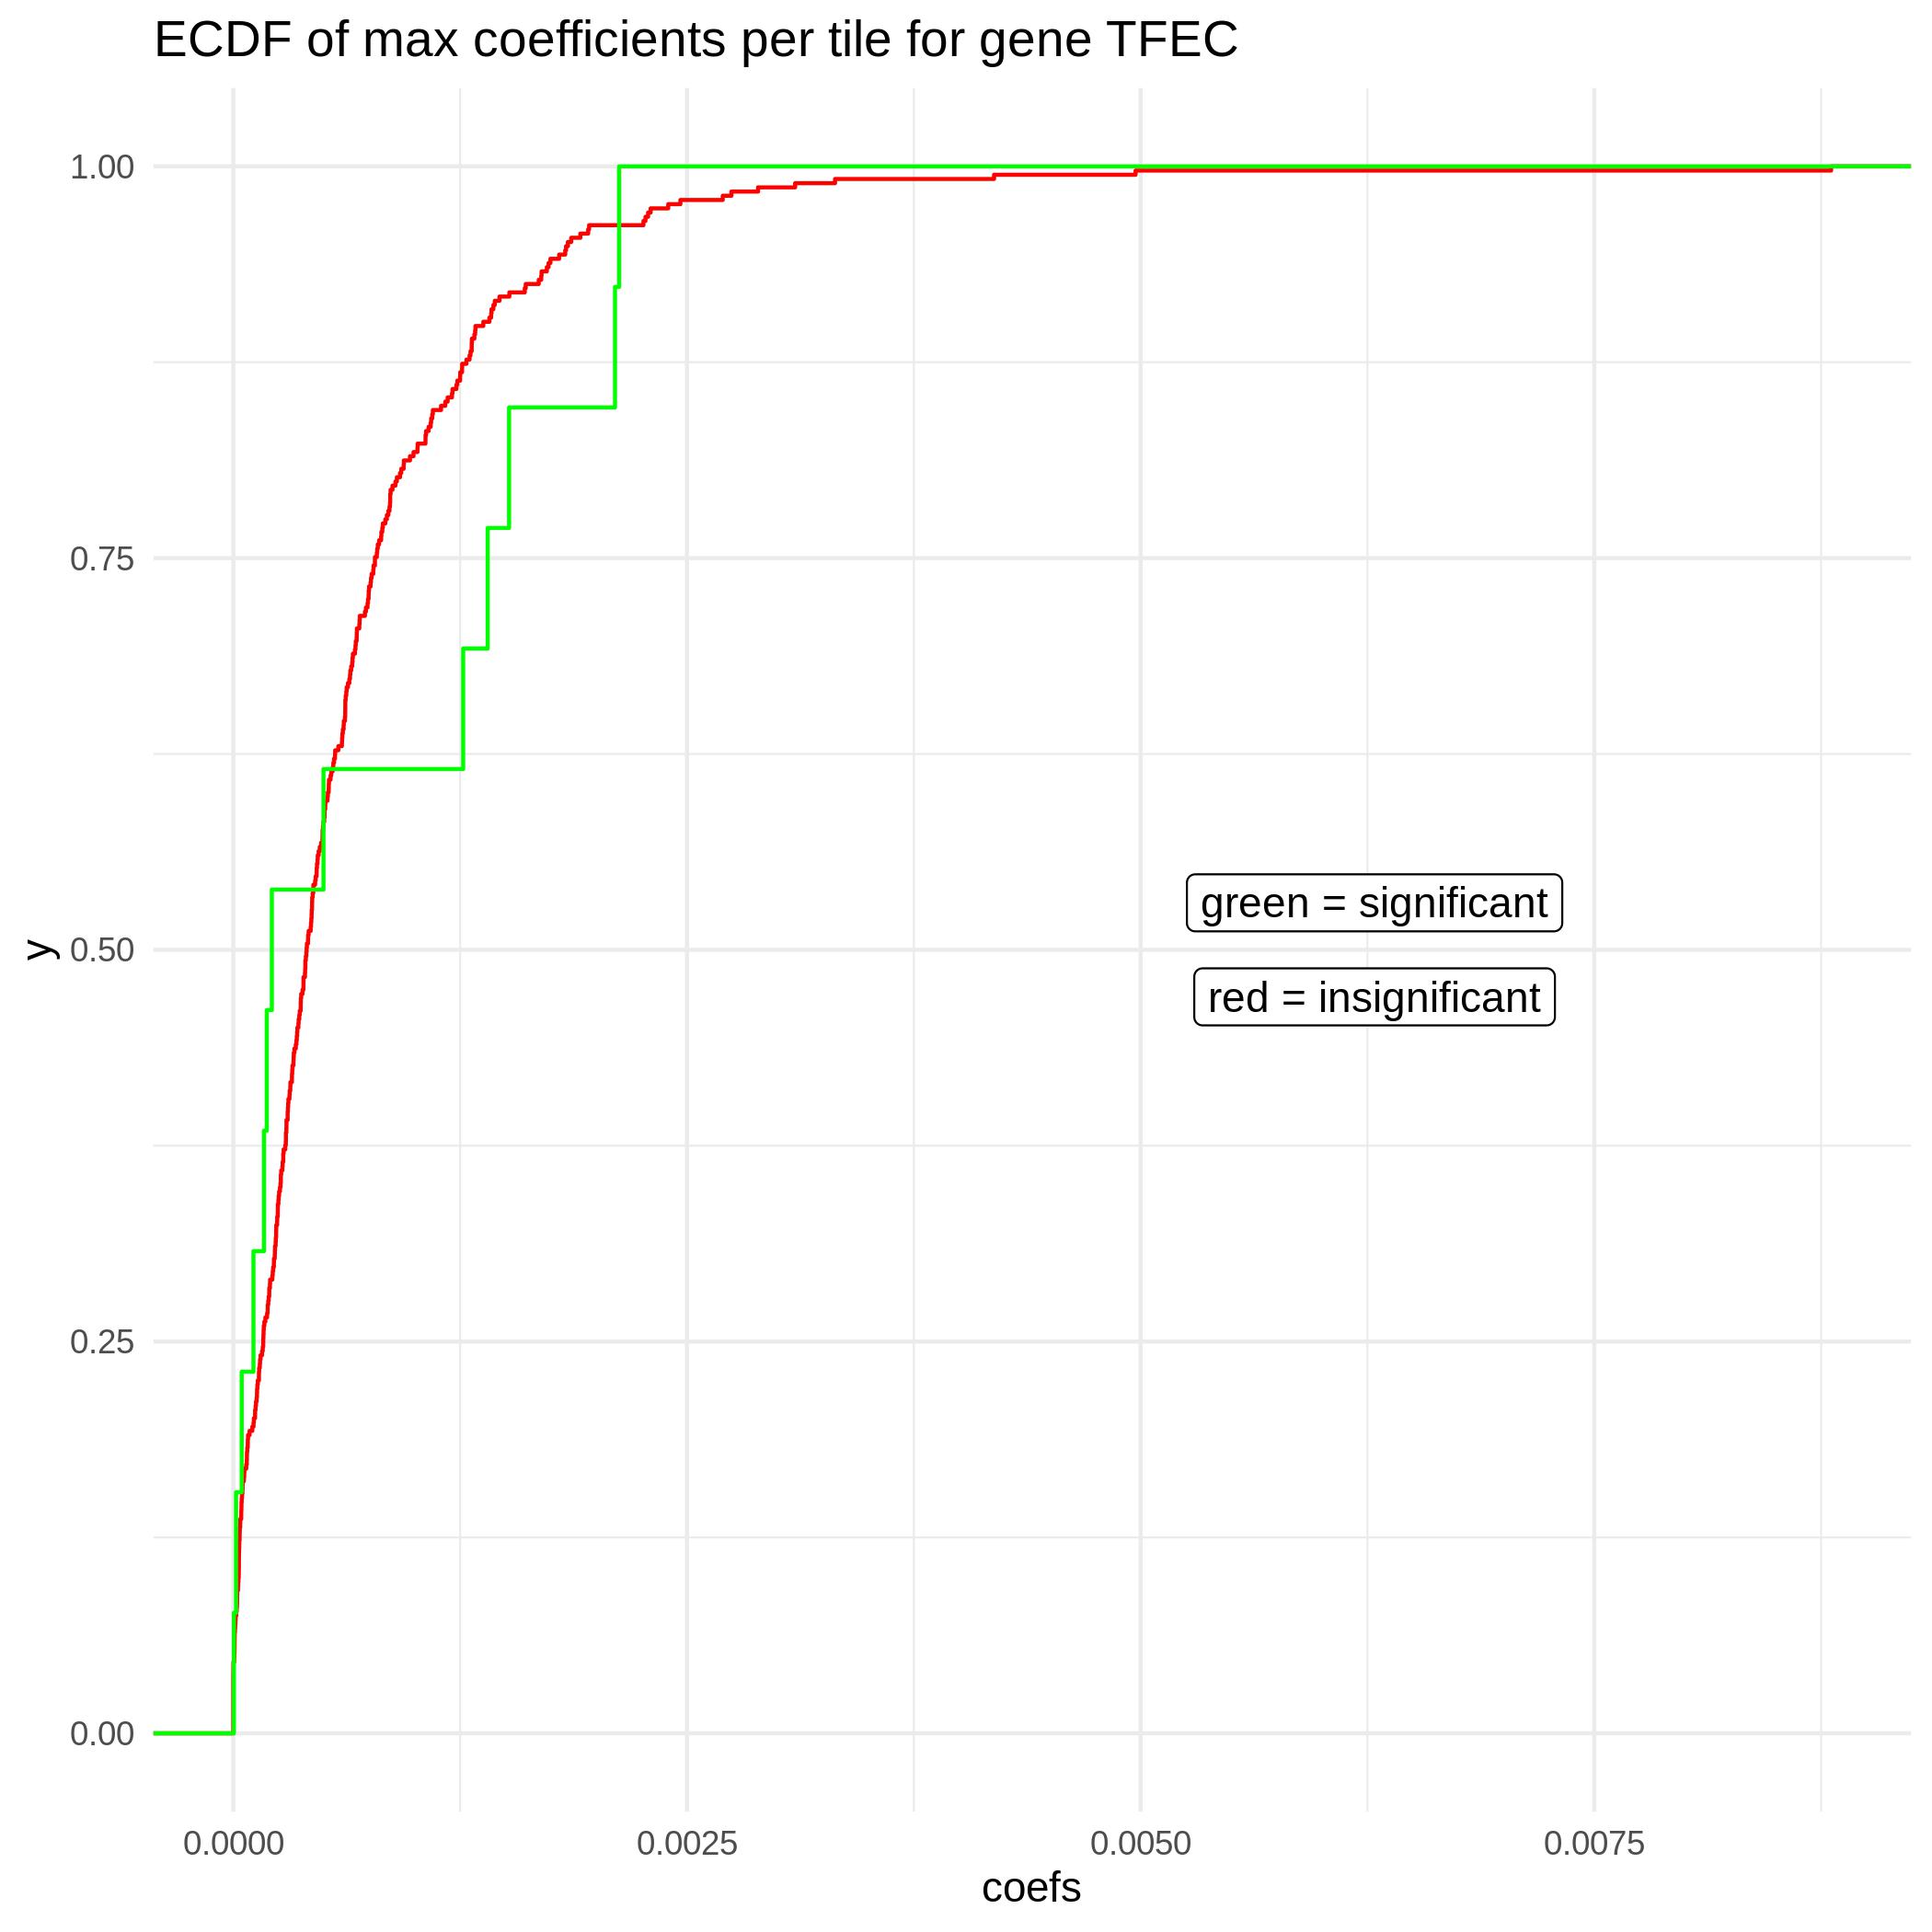 ECDF of max coefficients per tile for gene TFEC
1.00
0.75
0.50
0.25
0.00
y
green = significant
red = insignificant
0.0000
0.0025
0.0050
0.0075
coefs